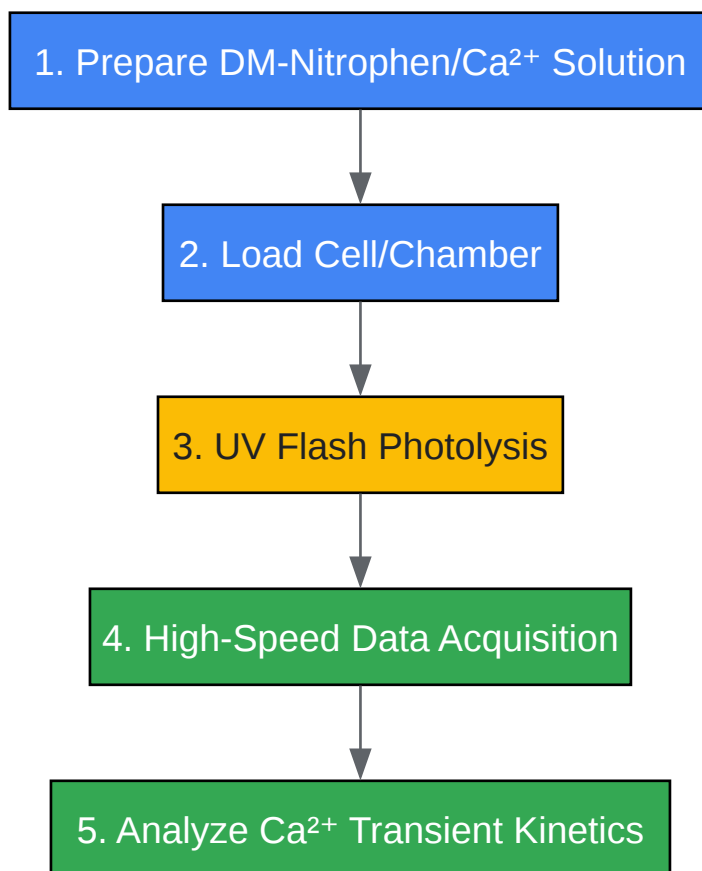 1. Prepare DM-Nitrophen/Ca²⁺ Solution
2. Load Cell/Chamber
3. UV Flash Photolysis
4. High-Speed Data Acquisition
5. Analyze Ca²⁺ Transient Kinetics